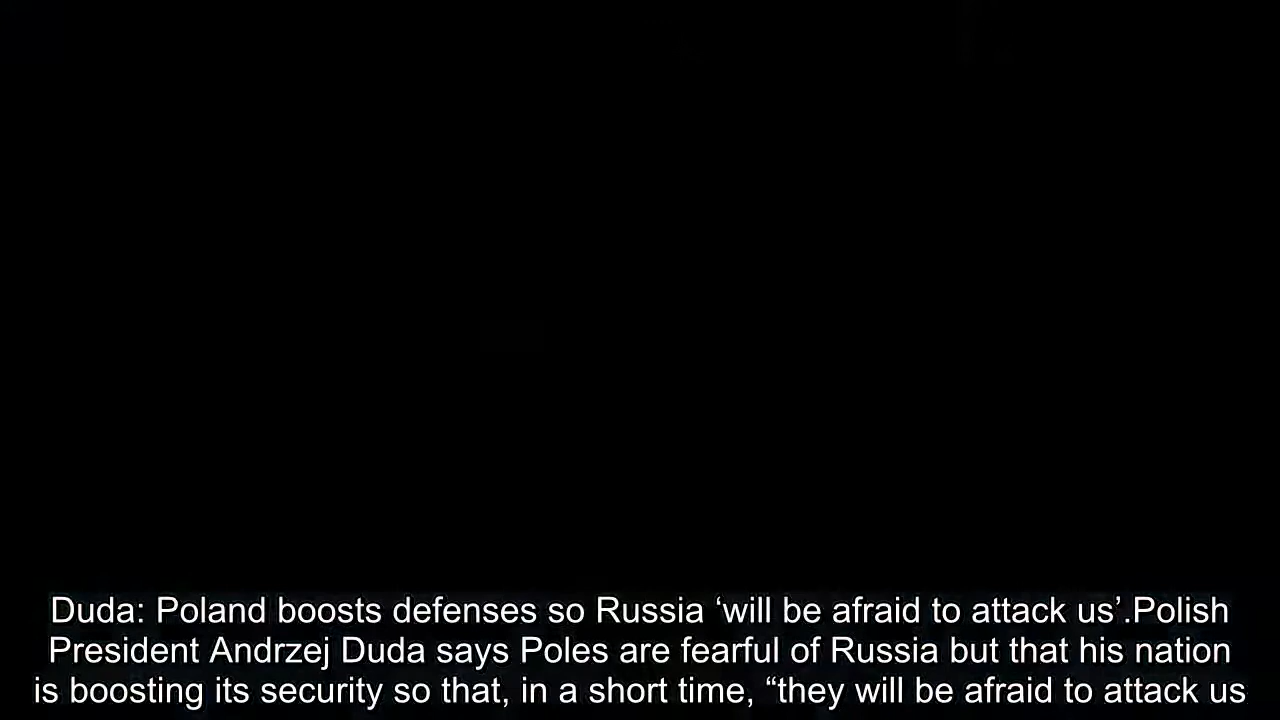 Duda: Poland boosts defenses so Russia ‘will be afraid to attack us’.Polish
President Andrzej Duda says Poles are fearful of Russia but that his nation
is boosting its security so that, in a short time, “they will be afraid to attack us